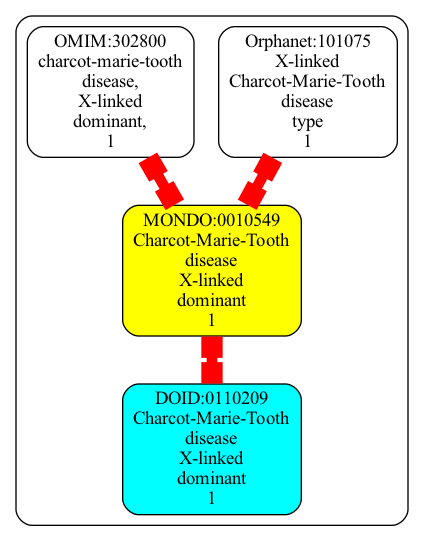 OMIM:302800
charcot-marie-tooth
disease,
X-linked
dominant,
1
Orphanet:101075
X-linked
Charcot-Marie-Tooth
disease
type
1
MONDO:0010549
Charcot-Marie-Tooth
disease
X-linked
dominant
1
DOID:0110209
Charcot-Marie-Tooth
disease
X-linked
dominant
1